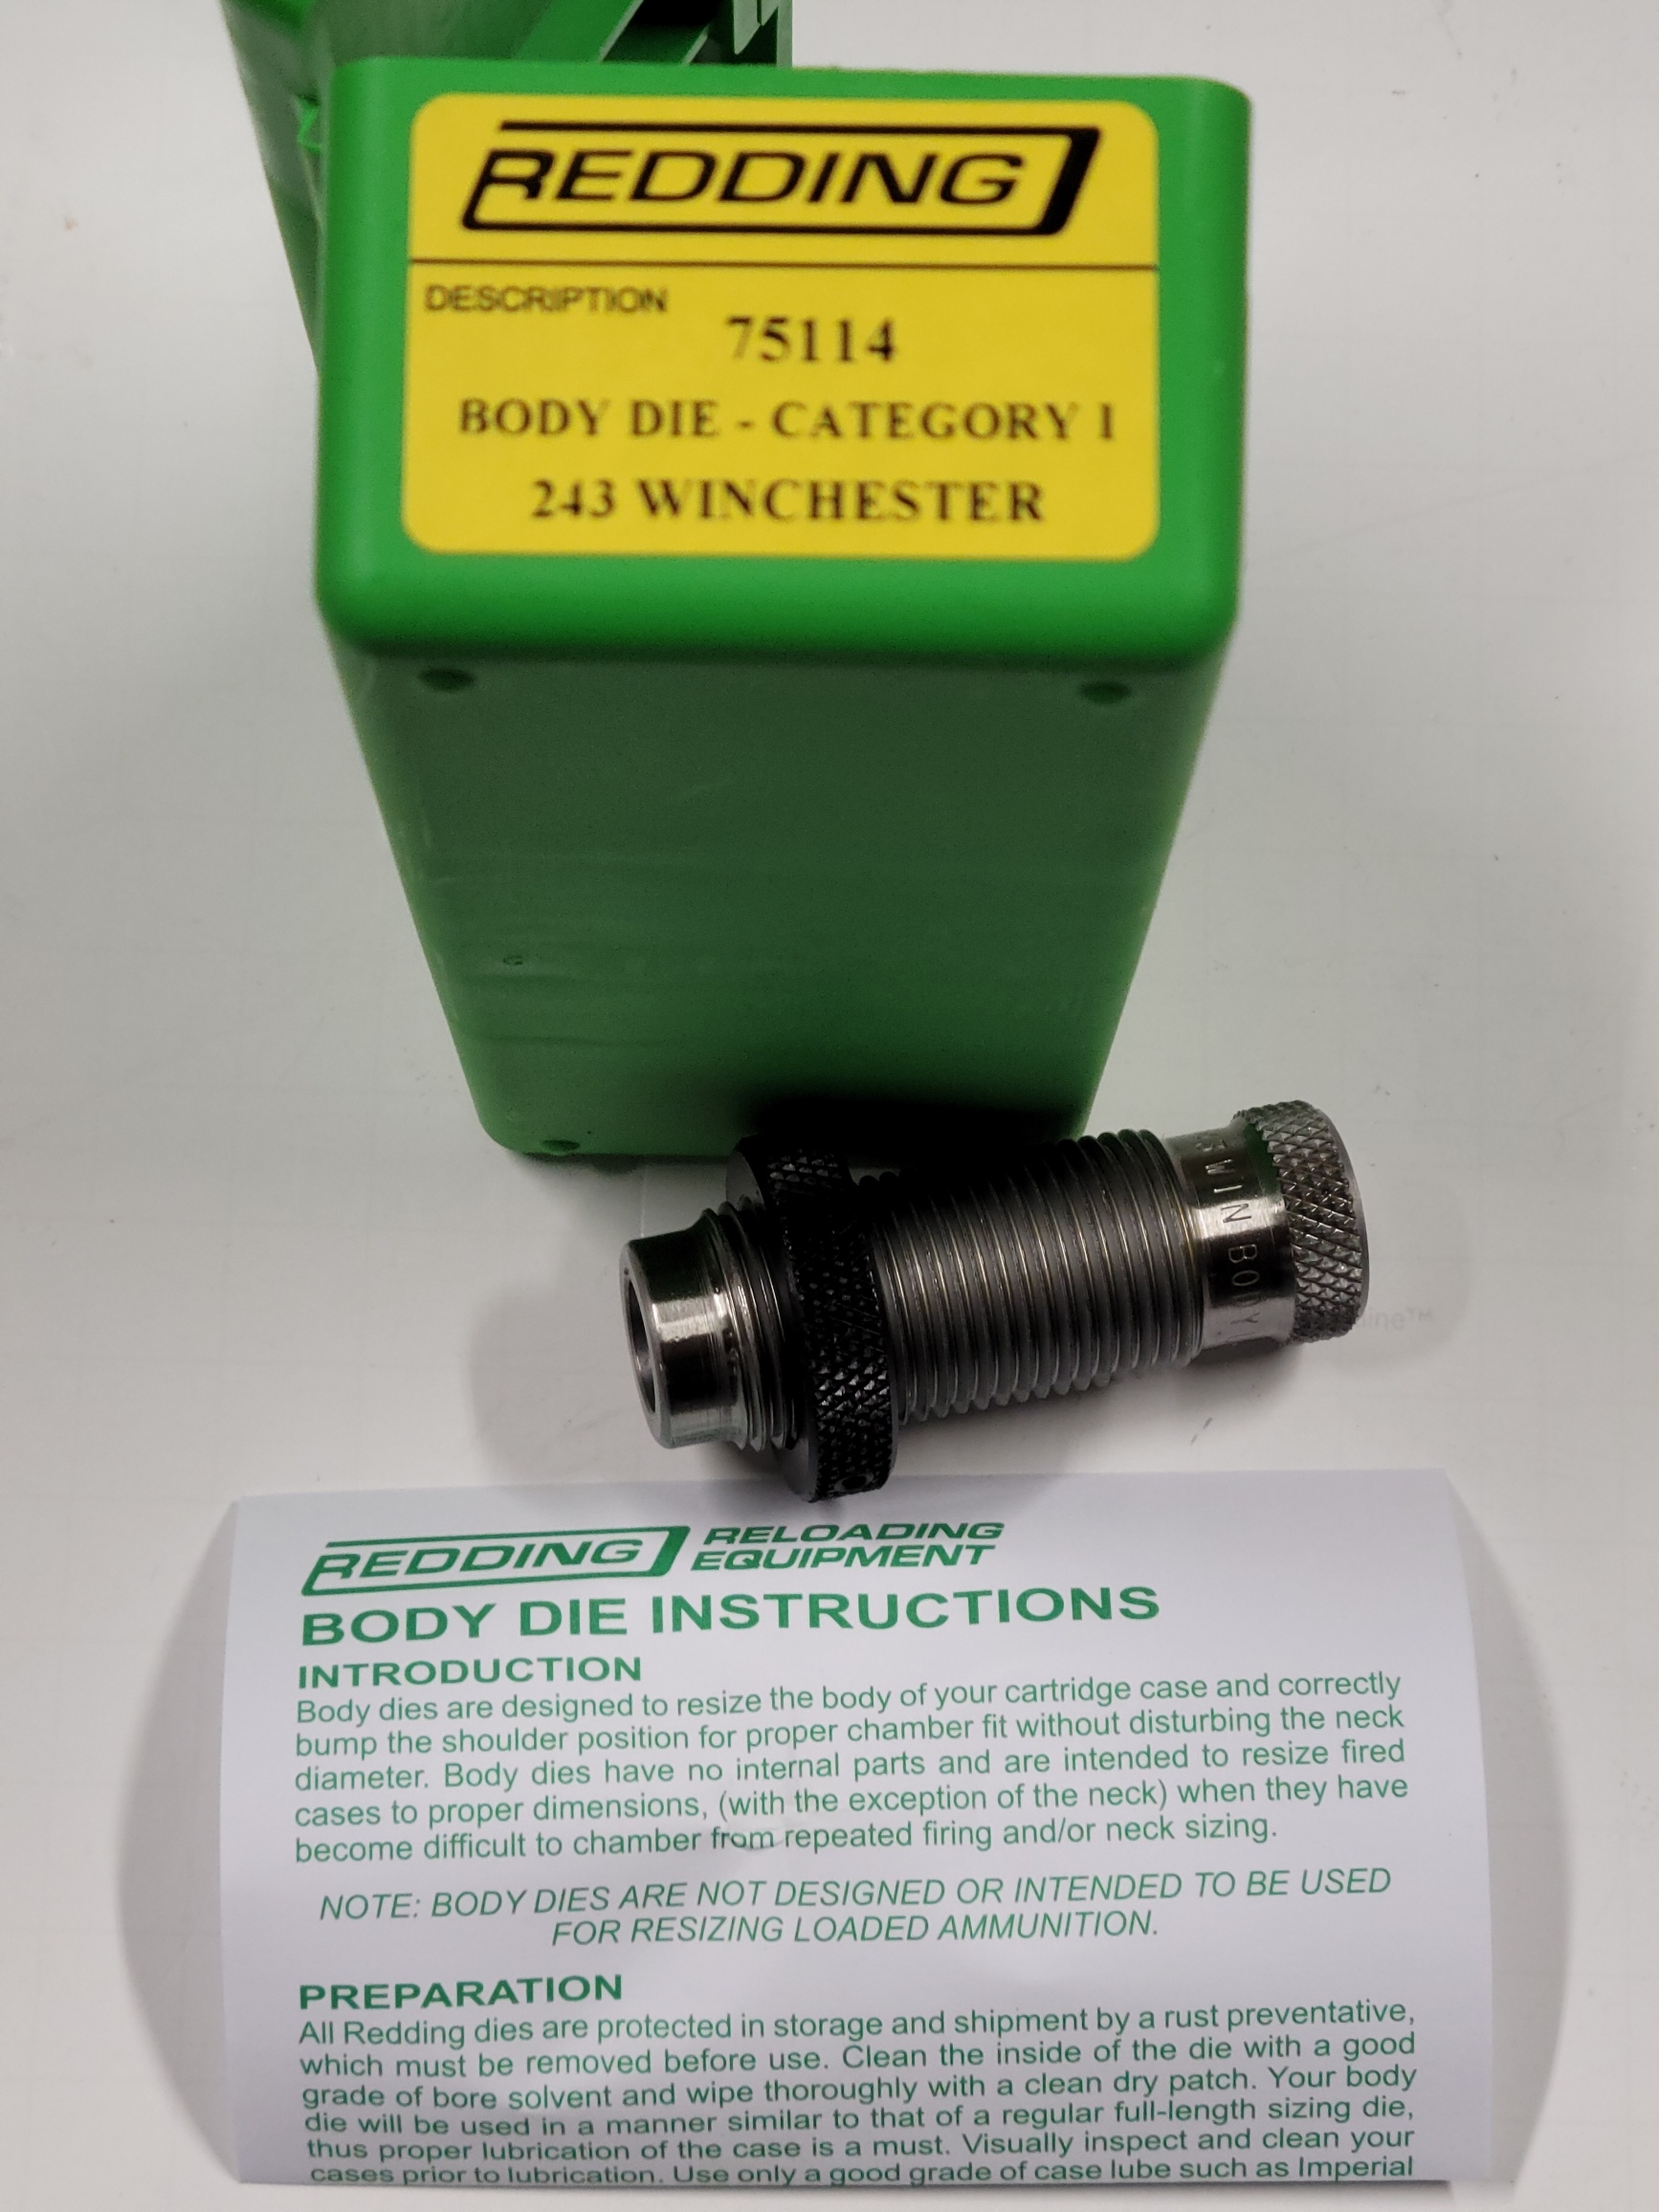 REDDING
DESCRIPTION
75114
BODY DIE - CATEGORY I
243 WINCHESTER
WIN BODY
REDDING RELOADING
EQUIPMENT
BODY DIE INSTRUCTIONS
INTRODUCTION
Body dies are designed to resize the body of your cartridge case and correctly
bump the shoulder position for proper chamber fit without disturbing the neck
diameter. Body dies have no internal parts and are intended to resize fired
cases to proper dimensions, (with the exception of the neck) when they have
become difficult to chamber from repeated firing and/or neck sizing.
NOTE: BODY DIES ARE NOT DESIGNED OR INTENDED TO BE USED
FOR RESIZING LOADED AMMUNITION.
PREPARATION
All Redding dies are protected in storage and shipment by a rust preventative,
which must be removed before use. Clean the inside of the die with a good
grade of bore solvent and wipe thoroughly with a clean dry patch. Your body
die will be used in a manner similar to that of a regular full-length sizing die,
thus proper lubrication of the case is a must. Visually inspect and clean your
cases prior to lubrication. Use only a good grade of case lube such as Imperial